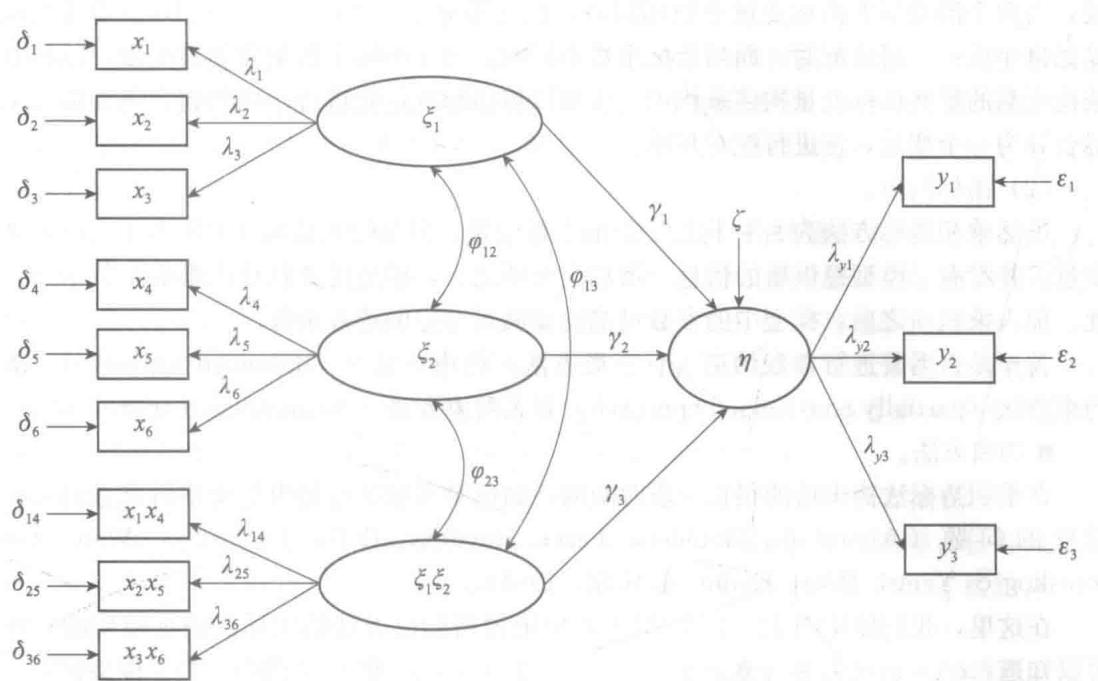 δ₁ x₁ λ₁
δ₂ x₂ λ₂ ξ₁
δ₃ x₃ λ₃
δ₄ x₄ λ₄
δ₅ x₅ λ₅ ξ₂
δ₆ x₆ λ₆
δ₁₄ x₁x₄ λ₁₄
δ₂₅ x₂x₅ λ₂₅ ξ₁ξ₂
δ₃₆ x₃x₆ λ₃₆
φ₁₂
φ₁₃
φ₂₃
γ₁
γ₂
γ₃
ζ
η
λy1 y₁ ε₁
λy2 y₂ ε₂
λy3 y₃ ε₃